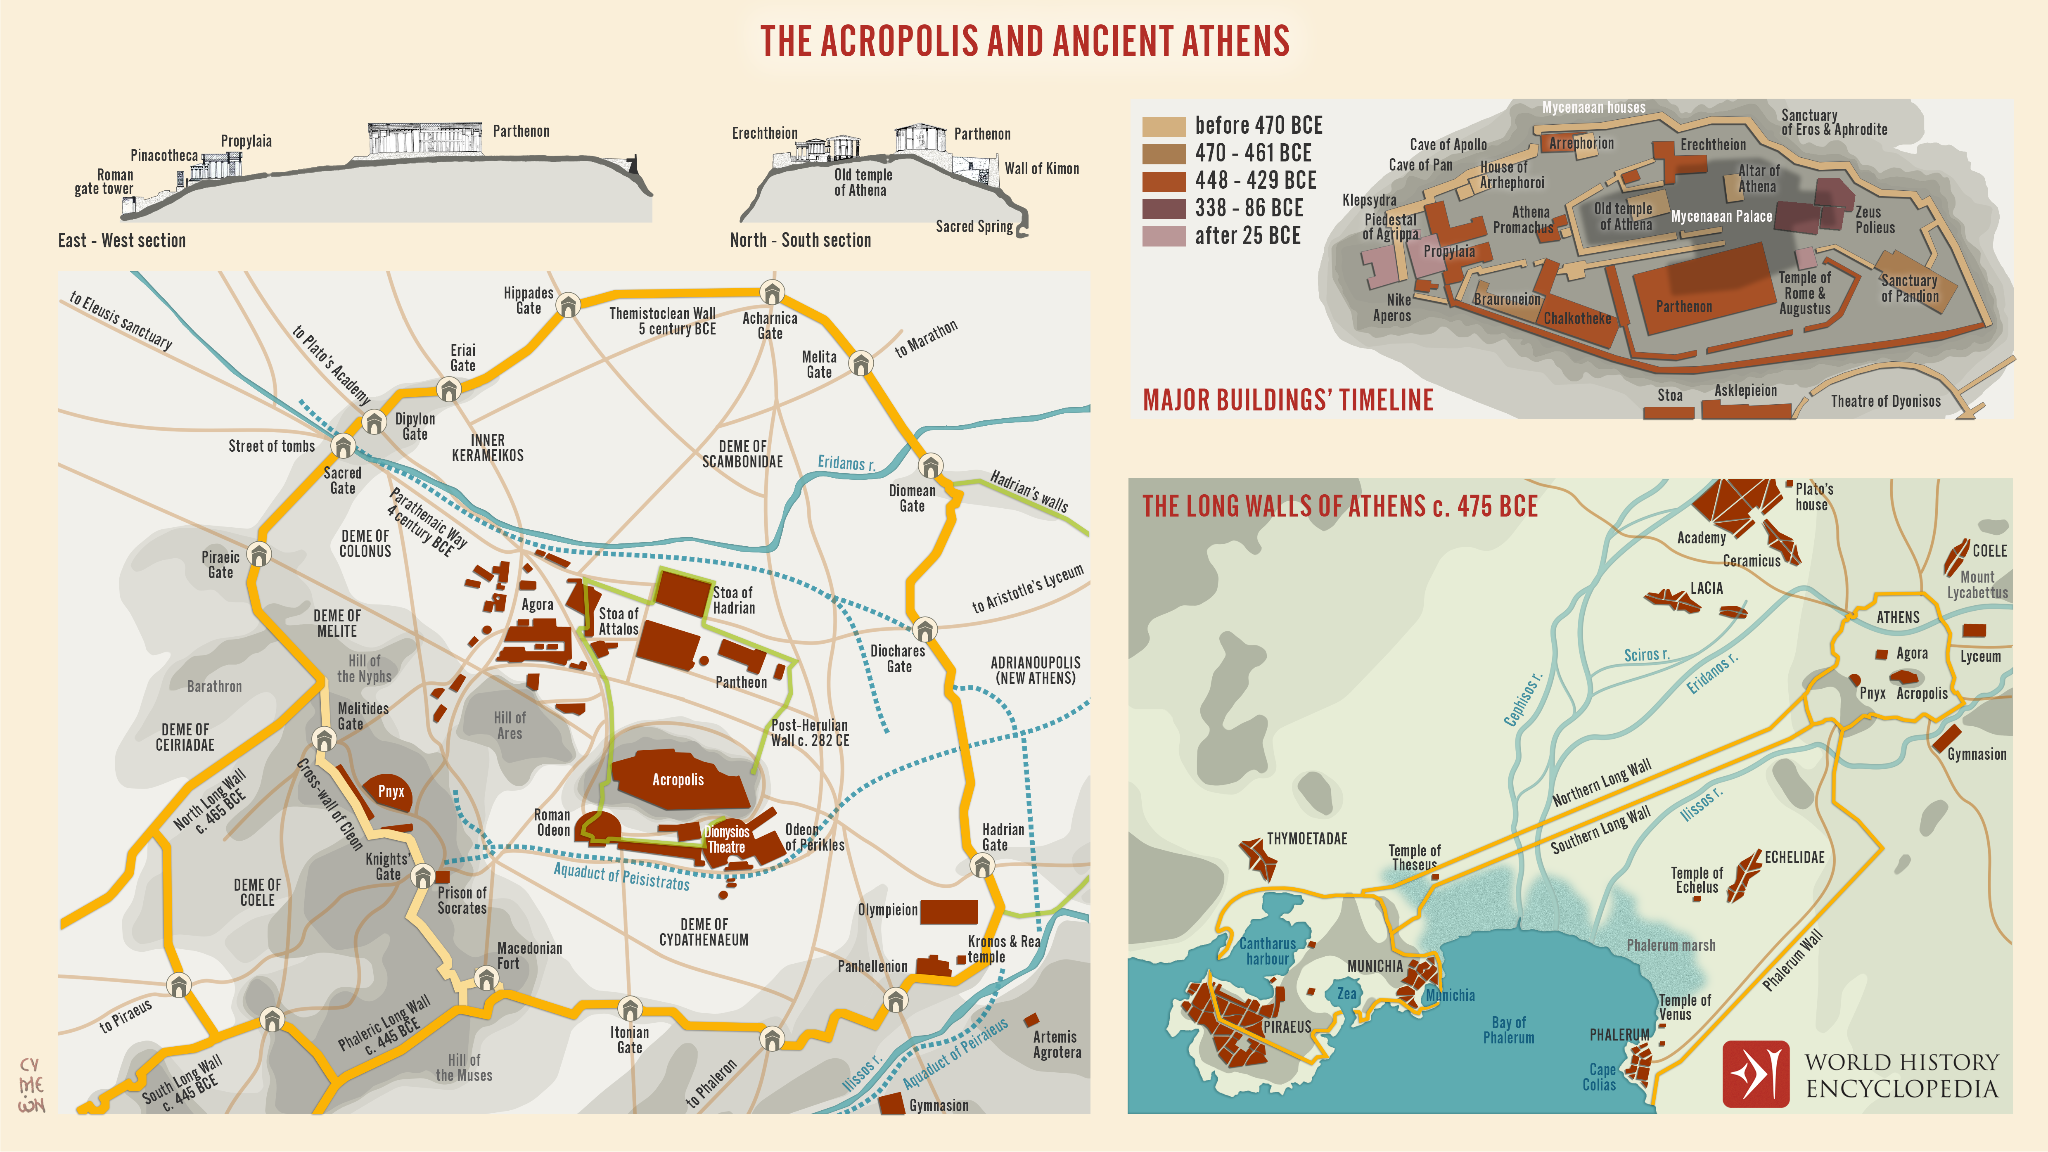 THE ACROPOLIS AND ANCIENT ATHENS
Pinacotheca
Propylaia
Parthenon
Roman
gate tower
East - West section
Erechtheion
Parthenon
Old temple
of Athena
Wall of Kimon
Sacred Spring
North - South section
to Eleusis sanctuary
to Plato's Academy
Hippades
Gate
Themistoclean Wall
5 century BCE
Acharnica
Gate
Melita
Gate
to Marathon
Eriai
Gate
Dipylon
Gate
Street of tombs
Sacred
Gate
INNER
KERAMEIKOS
DEME OF
SCAMBONIDAE
Eridanos r.
Diomean
Gate
Hadrian's walls
Parathenaic Way
4 century BCE
DEME OF
COLONUS
Piraeic
Gate
DEME OF
MELITE
Agora
Stoa of
Attalos
Stoa of
Hadrian
to Aristotle's Lyceum
Diochares
Gate
ADRIANOUPOLIS
(NEW ATHENS)
Pantheon
Hill of
the Nyphs
Barathron
DEME OF
CEIRIADAE
Melitides
Gate
Hill of
Ares
Post-Herulian
Wall c. 282 CE
Acropolis
Pnyx
Cross-wall of Cleon
North Long Wall
c. 465 BCE
Roman
Odeon
Dionysios
Theatre
Odeon
of Perikles
Hadrian
Gate
Knights'
Gate
Prison of
Socrates
Aquaduct of Peisistratos
DEME OF
COELE
DEME OF
CYDATHENAEUM
Olympieion
Kronos & Rea
temple
Panhellenion
Macedonian
Fort
to Piraeus
Phaleric Long Wall
c. 445 BCE
Itonian
Gate
Hill of
the Muses
South Long Wall
c. 445 BCE
to Phaleron
Ilissos r.
Aquaduct of Peiraieus
Artemis
Agrotera
Gymnasion
before 470 BCE
470 - 461 BCE
448 - 429 BCE
338 - 86 BCE
after 25 BCE
Mycenaean houses
Sanctuary
of Eros & Aphrodite
Cave of Apollo
Cave of Pan
Arrephorion
Erechtheion
House of
Arrhephoroi
Altar of
Athena
Klepsydra
Piedestal
of Agrippa
Athena
Promachus
Old temple
of Athena
Mycenaean Palace
Zeus
Polieus
Propylaia
Nike
Aperos
Brauroneion
Chalkotheke
Parthenon
Temple of
Rome &
Augustus
Sanctuary
of Pandion
Stoa
Asklepieion
Theatre of Dyonisos
MAJOR BUILDINGS' TIMELINE
THE LONG WALLS OF ATHENS c. 475 BCE
Plato's
house
Academy
Ceramicus
COELE
Mount
Lycabettus
LACIA
ATHENS
Agora
Lyceum
Pnyx
Acropolis
Sciros r.
Eridanos r.
Cephisos r.
Gymnasion
Northern Long Wall
Southern Long Wall
Ilissos r.
THYMOETADAE
Temple of
Theseus
ECHELIDAE
Temple of
Echelus
Phalerum marsh
Phalerum Wall
Cantharus
harbour
MUNICHIA
Zea
Munichia
PIRAEUS
Bay of
Phalerum
Temple of
Venus
PHALERUM
Cape
Colias
WORLD HISTORY
ENCYCLOPEDIA